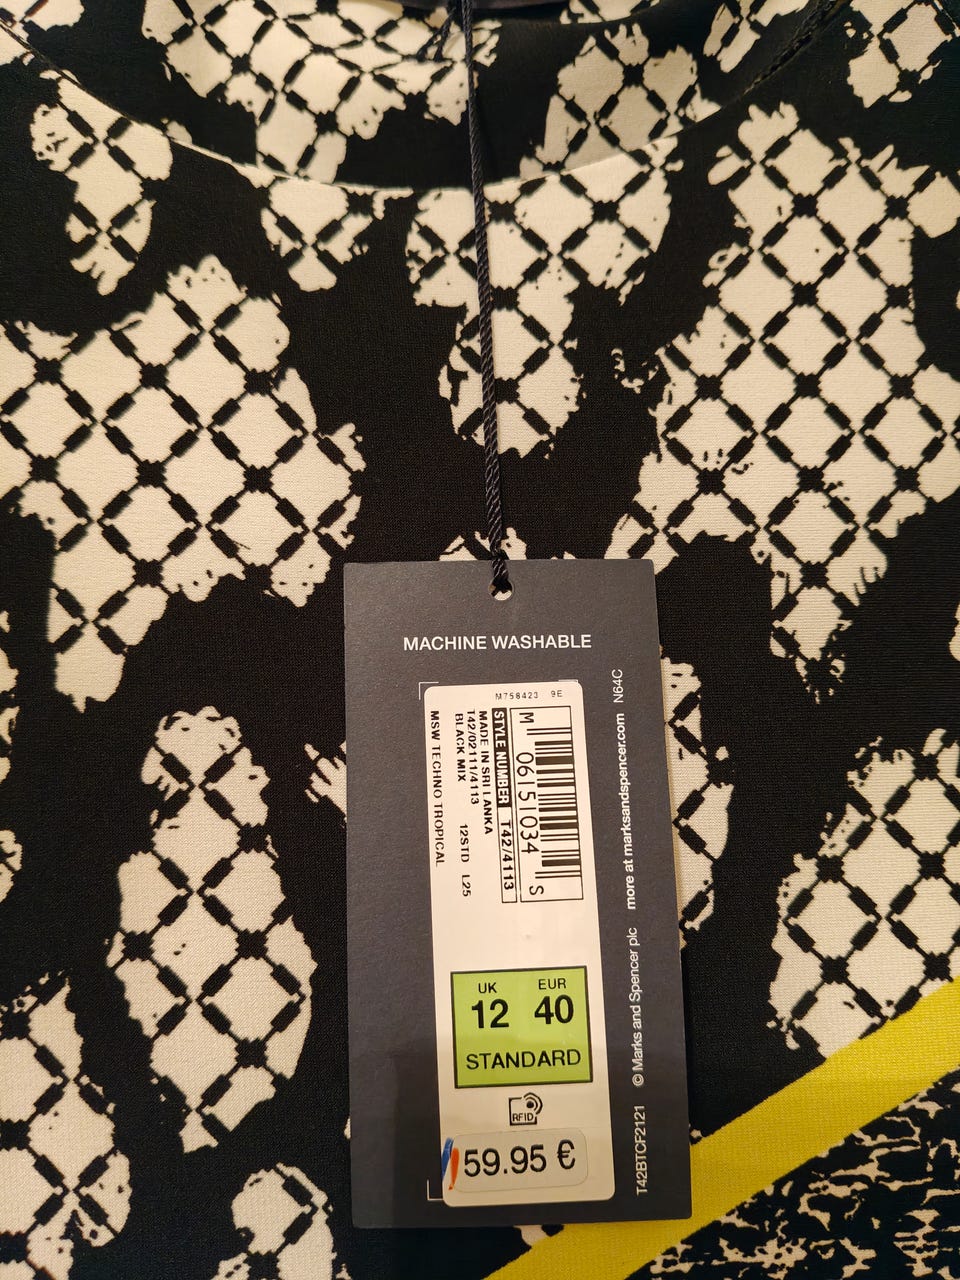 MACHINE WASHABLE
M758423 9E
M 06151034 S
STYLE NUMBER T42/4113
MADE IN SRI LANKA
T42/02111/4113
BLACK MIX 12STD L25
MSW TECHNO TROPICAL
UK EUR
12 40
STANDARD
RFID
59.95 €
T42BTCF2121 © Marks and Spencer plc more at marksandspencer.com N64C